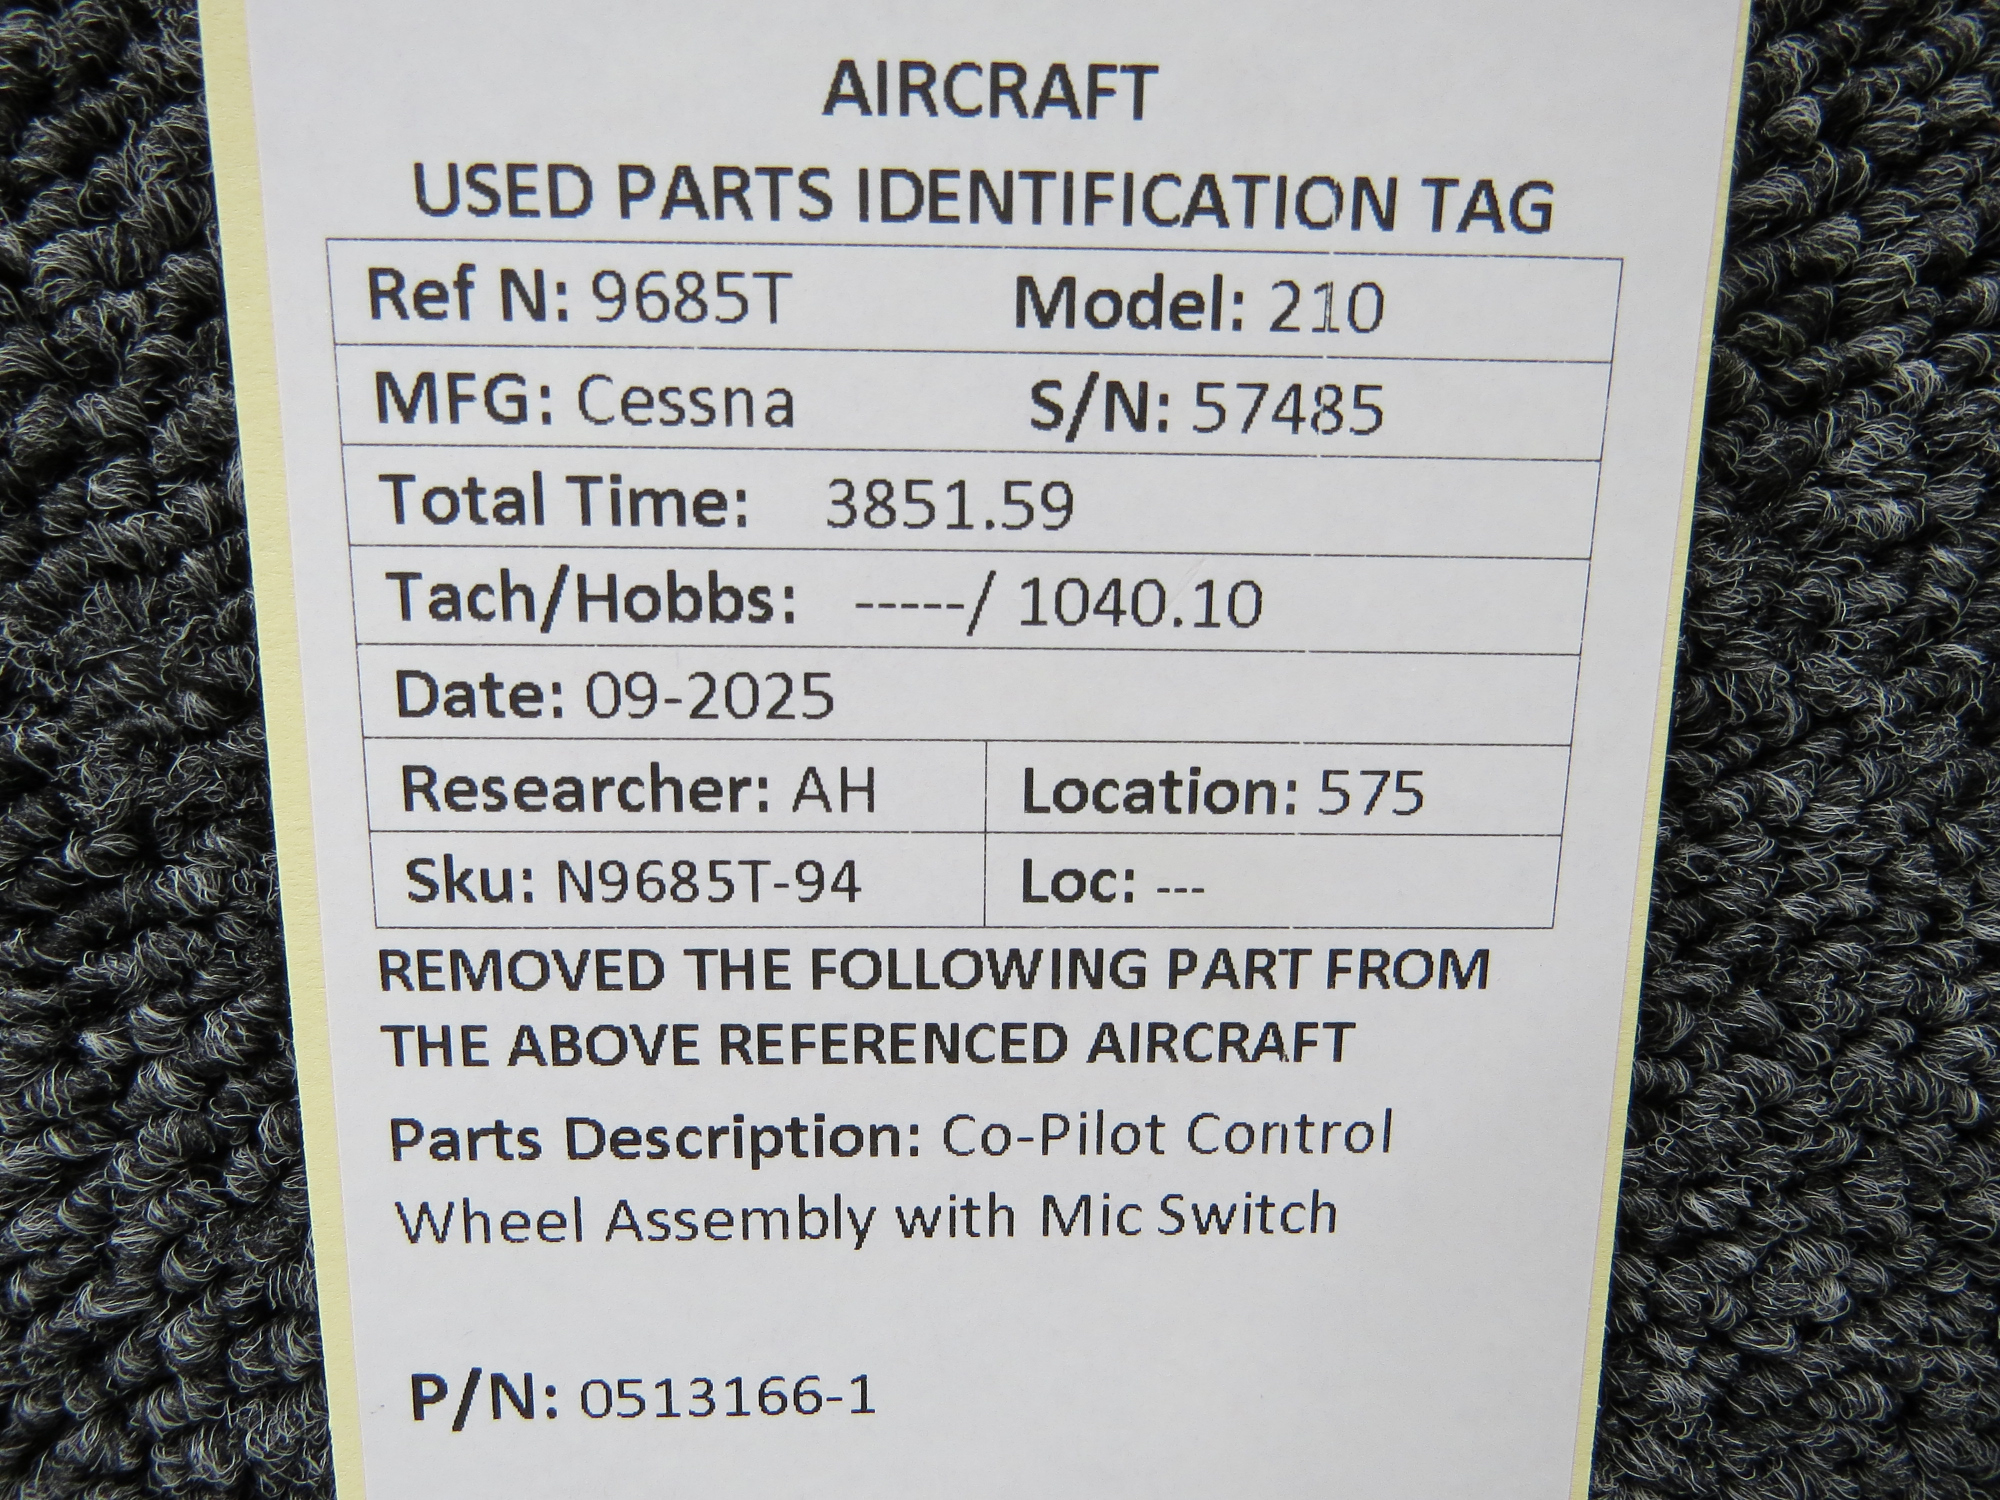 AIRCRAFT
USED PARTS IDENTIFICATION TAG
Ref N: 9685T Model: 210
MFG: Cessna S/N: 57485
Total Time: 3851.59
Tach/Hobbs: -----/ 1040.10
Date: 09-2025
Researcher: AH Location: 575
Sku: N9685T-94 Loc: ---
REMOVED THE FOLLOWING PART FROM
THE ABOVE REFERENCED AIRCRAFT
Parts Description: Co-Pilot Control
Wheel Assembly with Mic Switch
P/N: 0513166-1